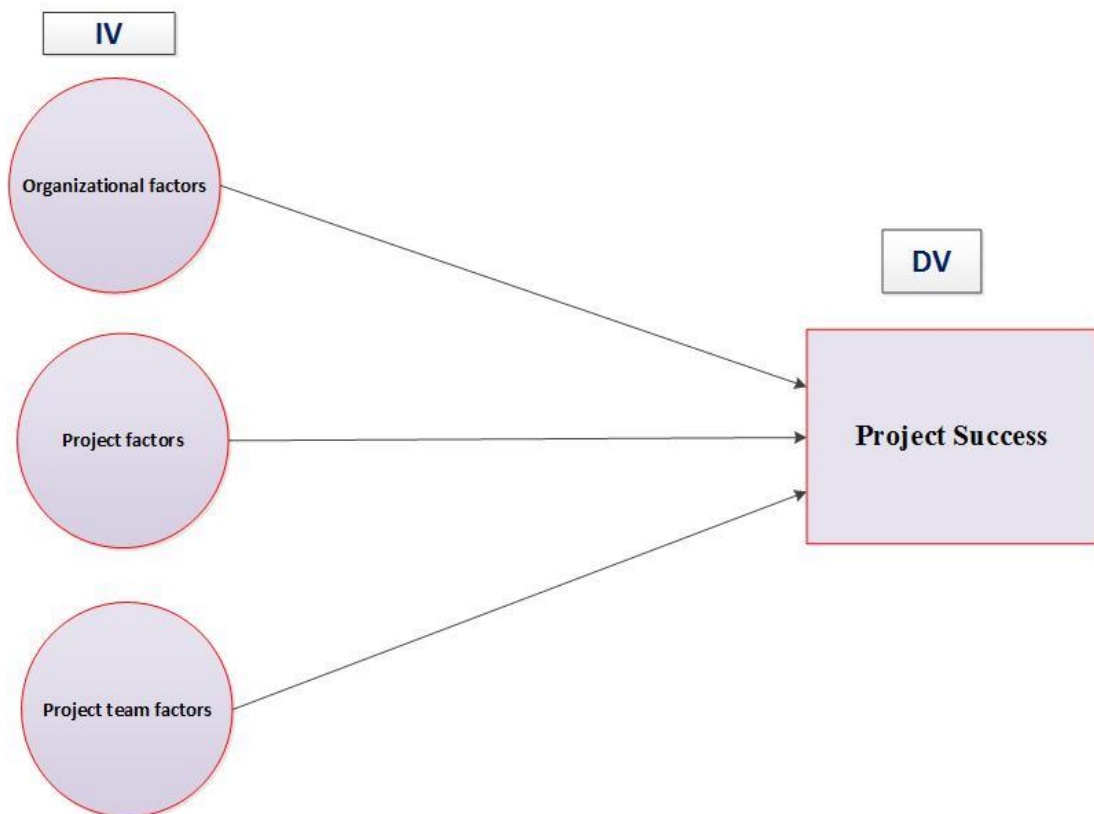 IV
Organizational factors
DV
Project factors
Project Success
Project team factors